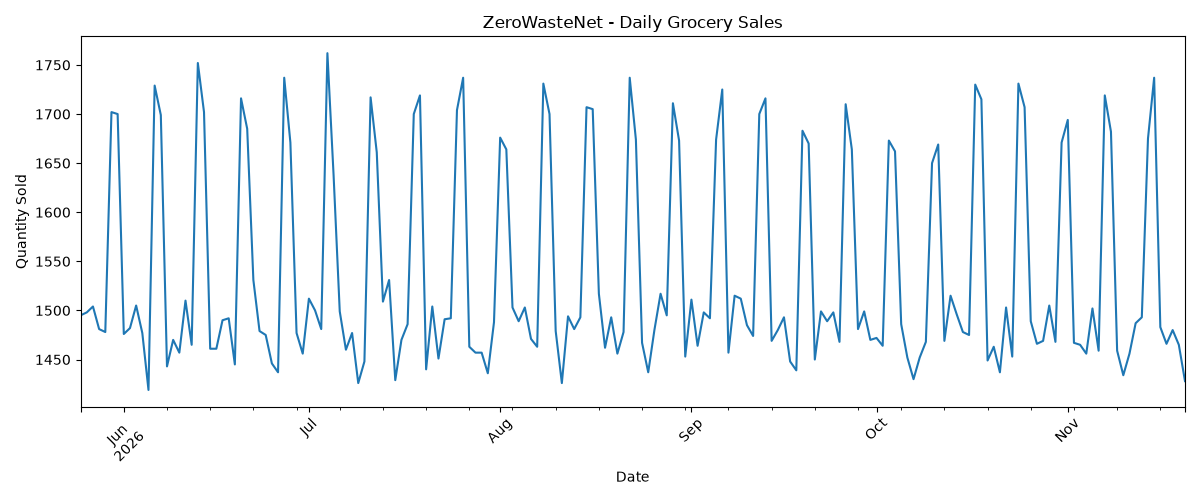 ZeroWasteNet - Daily Grocery Sales
Quantity Sold
1750
1700
1650
1600
1550
1500
1450
Jun
2026
Jul
Aug
Sep
Oct
Nov
Date